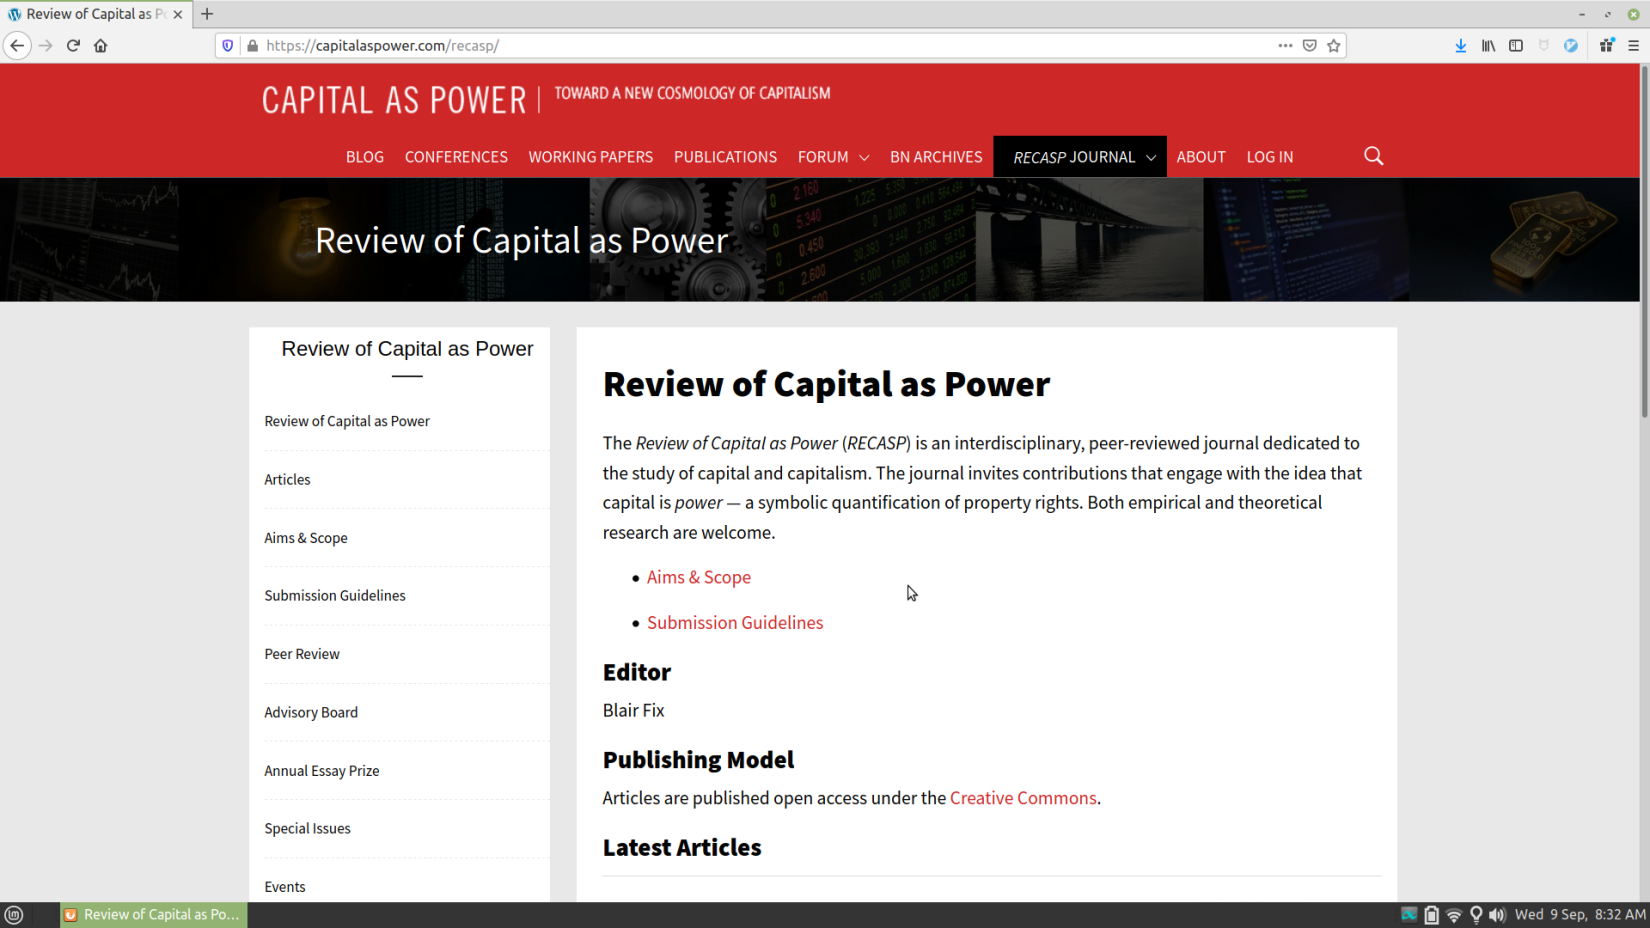 Review of Capital as P
https://capitalaspower.com/recasp/
CAPITAL AS POWER | TOWARD A NEW COSMOLOGY OF CAPITALISM
BLOG CONFERENCES WORKING PAPERS PUBLICATIONS FORUM BN ARCHIVES RECASP JOURNAL ABOUT LOG IN
Review of Capital as Power
Review of Capital as Power
Review of Capital as Power
Articles
Aims & Scope
Submission Guidelines
Peer Review
Advisory Board
Annual Essay Prize
Special Issues
Events
Review of Capital as Power
The Review of Capital as Power (RECASP) is an interdisciplinary, peer-reviewed journal dedicated to
the study of capital and capitalism. The journal invites contributions that engage with the idea that
capital is power — a symbolic quantification of property rights. Both empirical and theoretical
research are welcome.
• Aims & Scope
• Submission Guidelines
Editor
Blair Fix
Publishing Model
Articles are published open access under the Creative Commons.
Latest Articles
Review of Capital as Po...
Wed 9 Sep, 8:32 AM